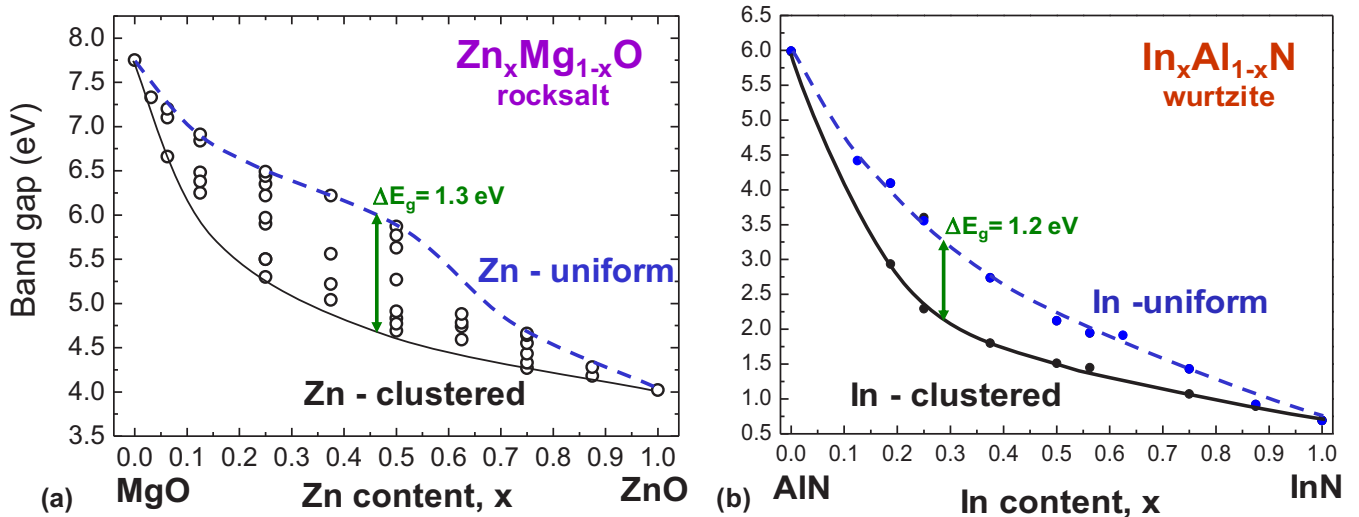 Zn_xMg_{1-x}O
rocksalt
Band gap (eV)
8.0
7.5
7.0
6.5
6.0
5.5
5.0
4.5
4.0
3.5
ΔE_g= 1.3 eV
Zn - uniform
Zn - clustered
0.0 0.1 0.2 0.3 0.4 0.5 0.6 0.7 0.8 0.9 1.0
(a) MgO Zn content, x ZnO
In_xAl_{1-x}N
wurtzite
6.5
6.0
5.5
5.0
4.5
4.0
3.5
3.0
2.5
2.0
1.5
1.0
0.5
ΔE_g= 1.2 eV
In -uniform
In - clustered
0.0 0.1 0.2 0.3 0.4 0.5 0.6 0.7 0.8 0.9 1.0
(b) AlN In content, x InN